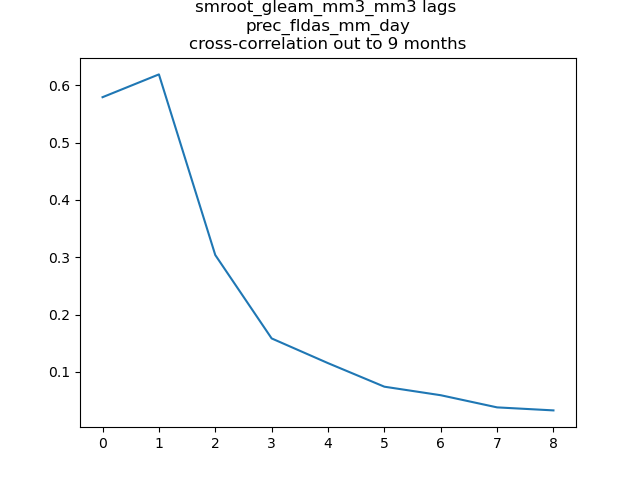 smroot_gleam_mm3_mm3 lags
prec_fldas_mm_day
cross-correlation out to 9 months
0.6
0.5
0.4
0.3
0.2
0.1
0 1 2 3 4 5 6 7 8